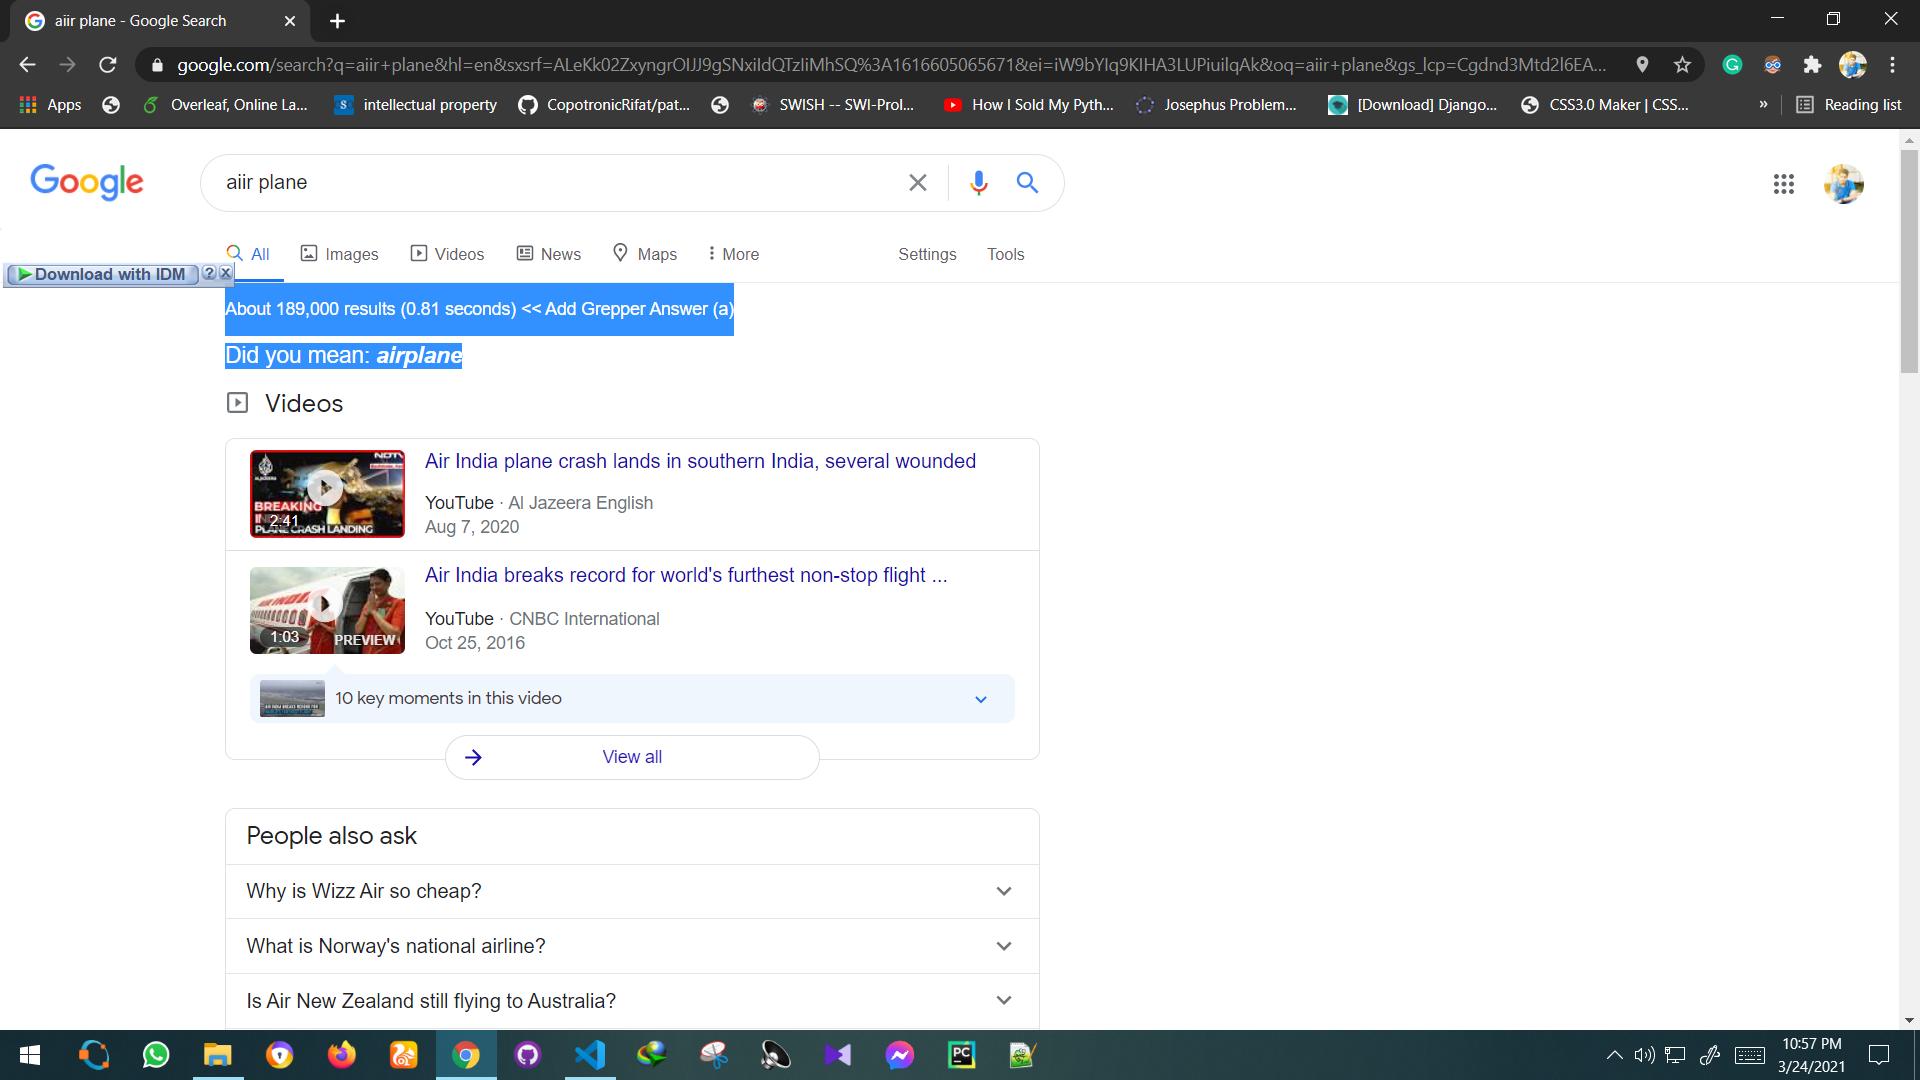 aiir plane - Google Search
google.com/search?q=aiir+plane&hl=en&sxsrf=ALeKk02ZxyngrOIJJ9gSNxiIdQTzIiMhSQ%3A1616605065671&ei=iW9bYIq9KIHA3LUPiuilqAk&oq=aiir+plane&gs_lcp=Cgdnd3Mtd2l6EA...
Apps Overleaf, Online La... intellectual property CopotronicRifat/pat... SWISH -- SWI-Prol... How I Sold My Pyth... Josephus Problem... [Download] Django... CSS3.0 Maker | CSS... » Reading list
Google
aiir plane
All Images Videos News Maps More Settings Tools
Download with IDM ? x
About 189,000 results (0.81 seconds) << Add Grepper Answer (a)
Did you mean: airplane
Videos
Air India plane crash lands in southern India, several wounded
NDTV
ALJAZEERA
BREAKING
2:41
PLANE CRASH LANDING
YouTube · Al Jazeera English
Aug 7, 2020
Air India breaks record for world's furthest non-stop flight ...
1:03
PREVIEW
YouTube · CNBC International
Oct 25, 2016
10 key moments in this video
View all
People also ask
Why is Wizz Air so cheap?
What is Norway's national airline?
Is Air New Zealand still flying to Australia?
PC
10:57 PM
3/24/2021